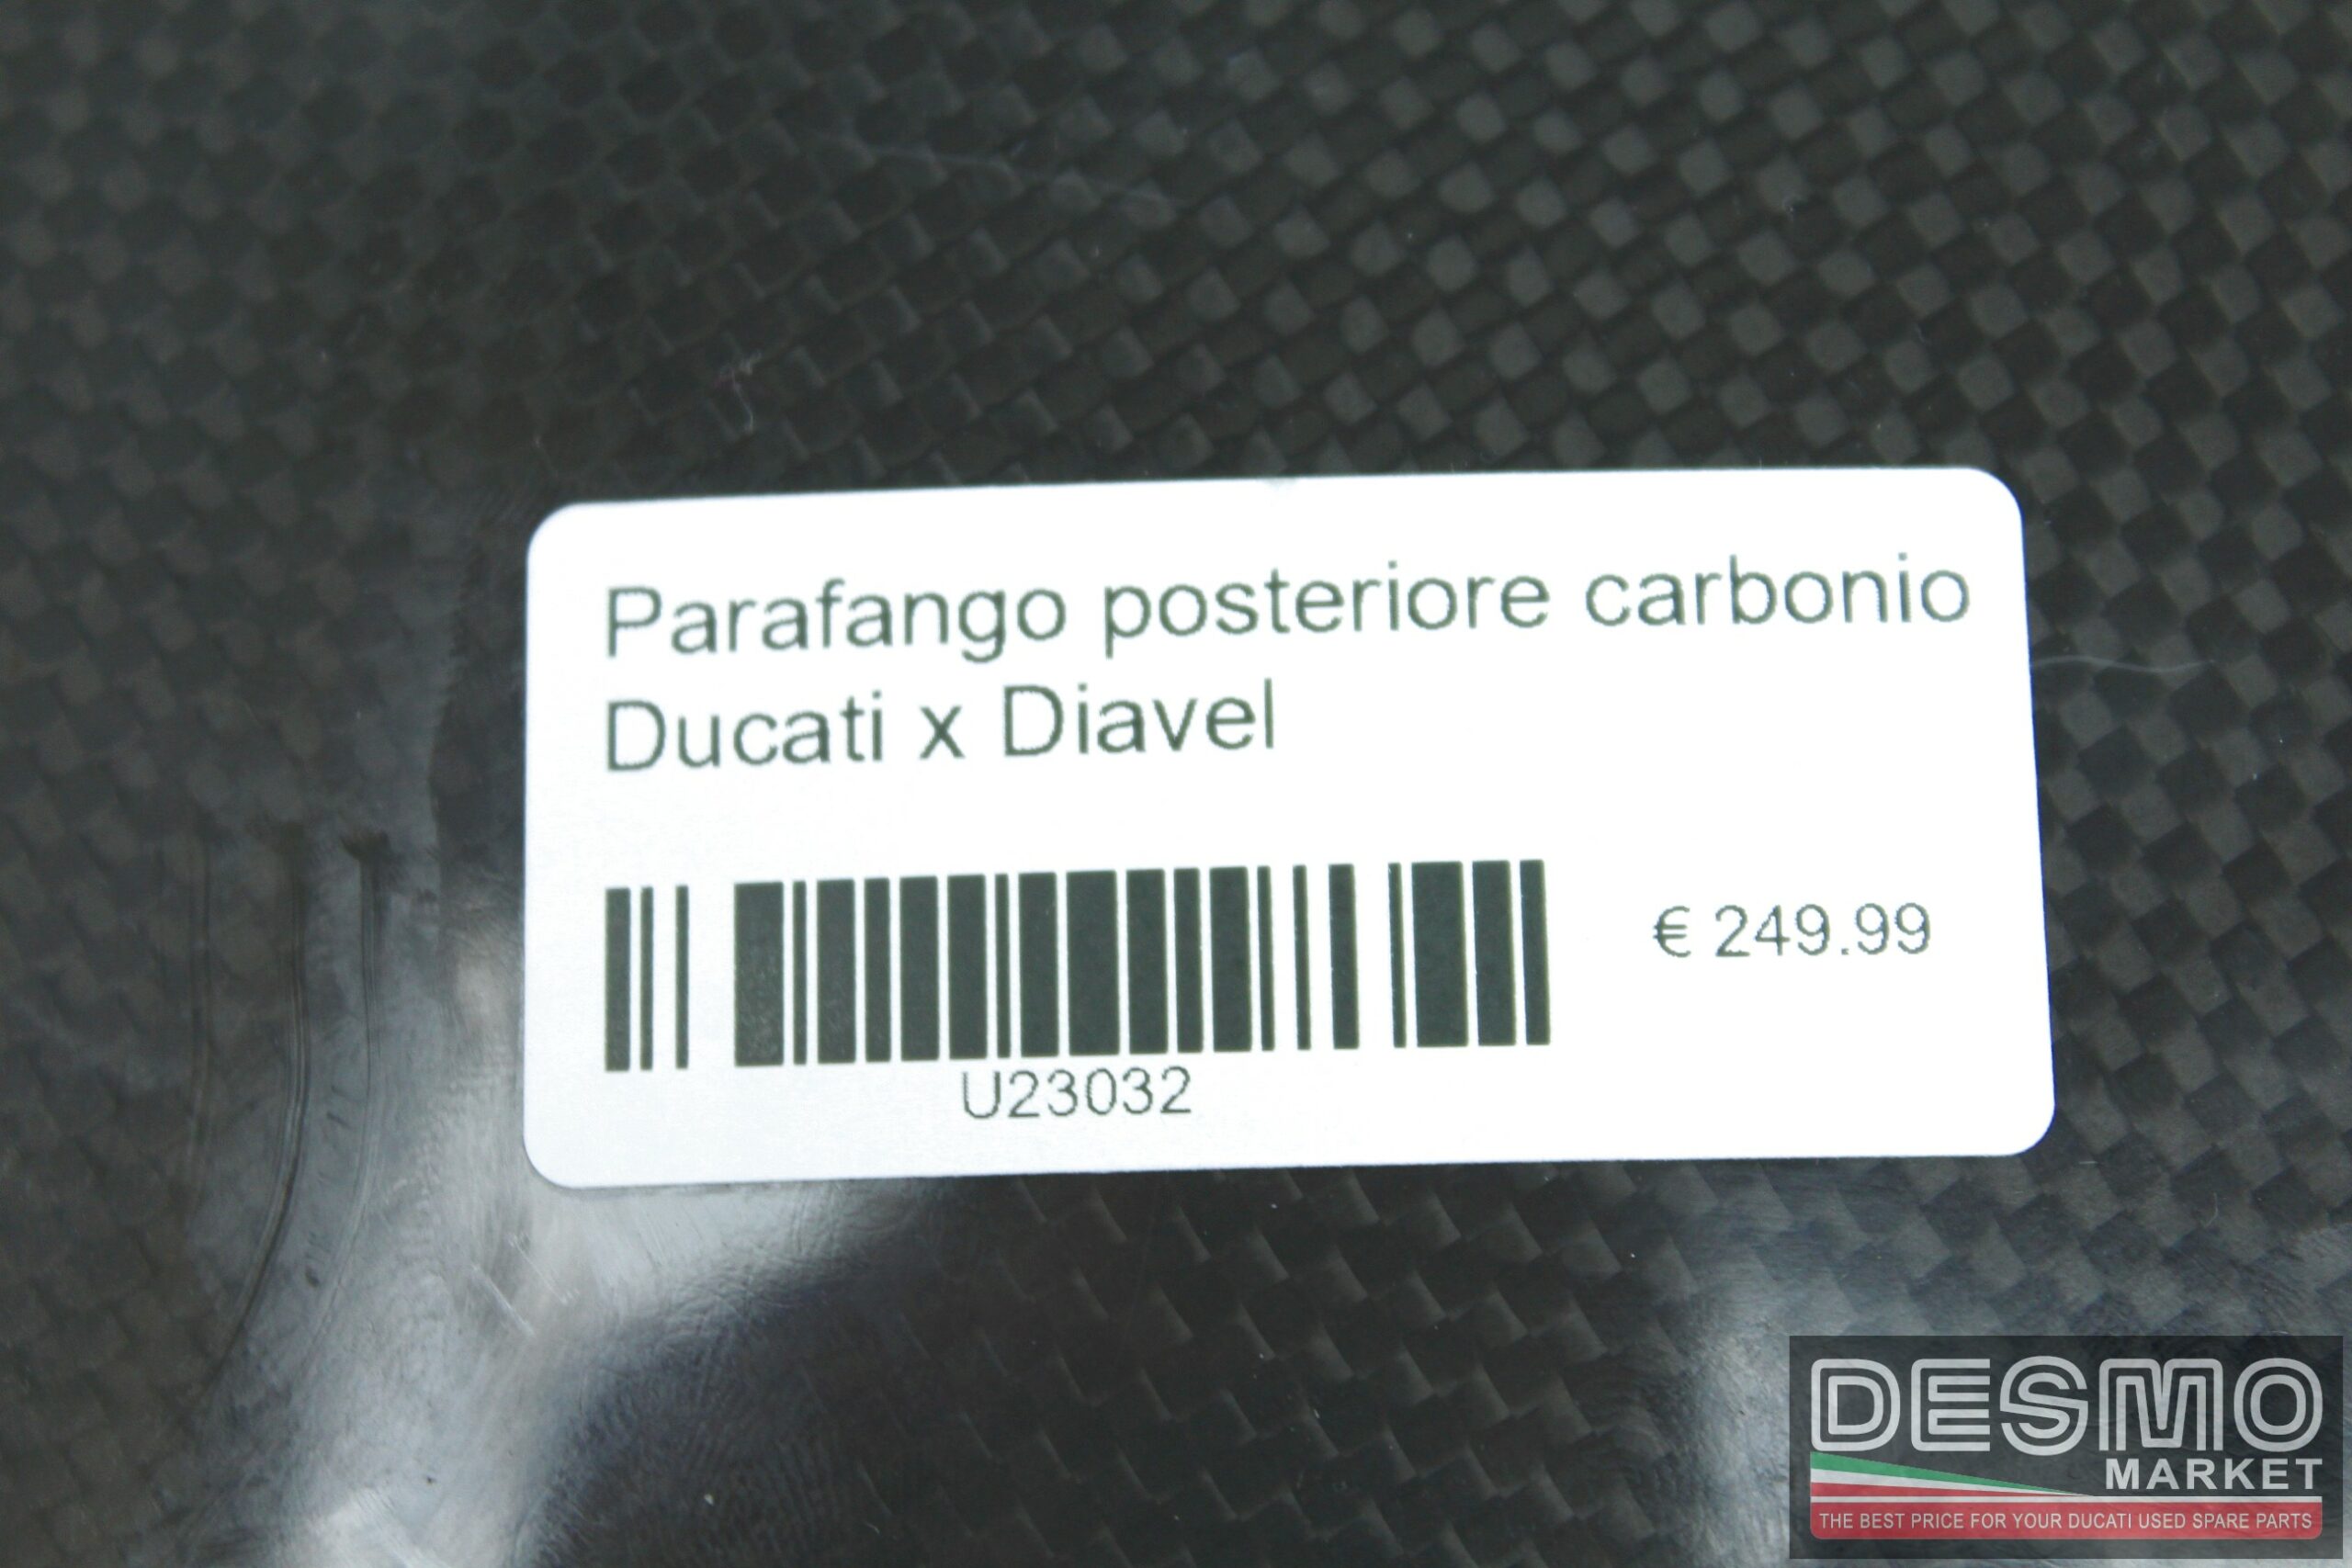 Parafango posteriore carbonio
Ducati x Diavel
€ 249.99
U23032
DESMO
MARKET
THE BEST PRICE FOR YOUR DUCATI USED SPARE PARTS